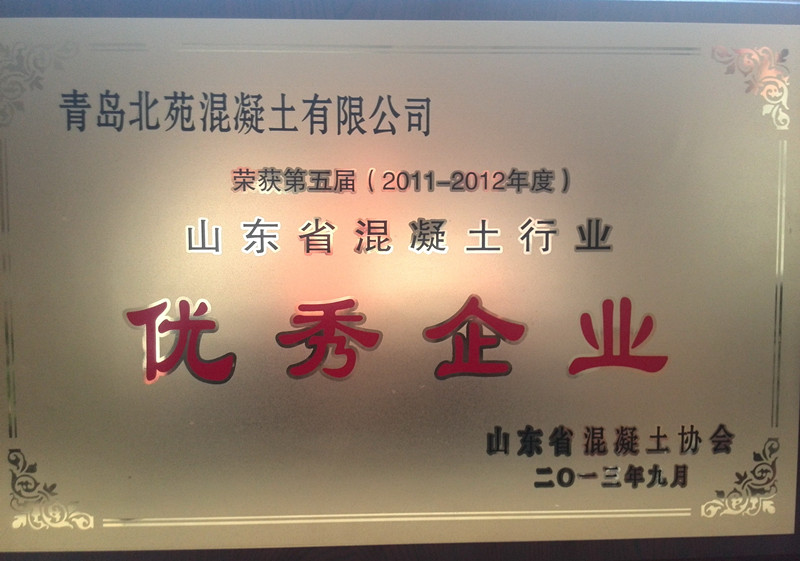 青岛北苑混凝土有限公司
荣获第五届（2011-2012年度）
山东省混凝土行业
优秀企业
山东省混凝土协会
二〇一三年九月